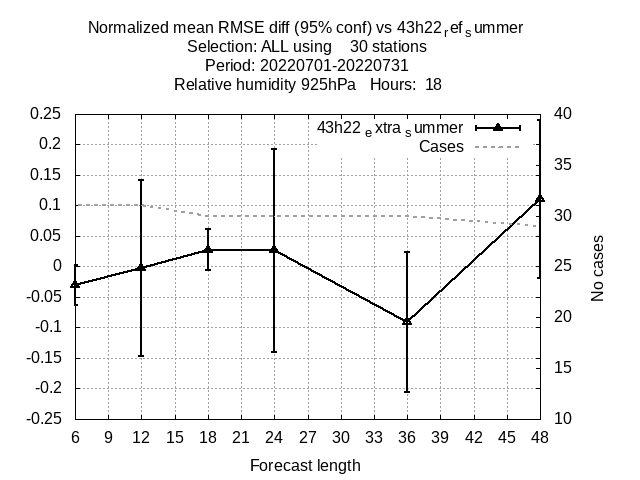 Normalized mean RMSE diff (95% conf) vs 43h22refsummer
Selection: ALL using 30 stations
Period: 20220701-20220731
Relative humidity 925hPa Hours: 18
43h22extrasummer
Cases
0.25
0.2
0.15
0.1
0.05
0
-0.05
-0.1
-0.15
-0.2
-0.25
40
35
30
25
20
15
10
No cases
6 9 12 15 18 21 24 27 30 33 36 39 42 45 48
Forecast length